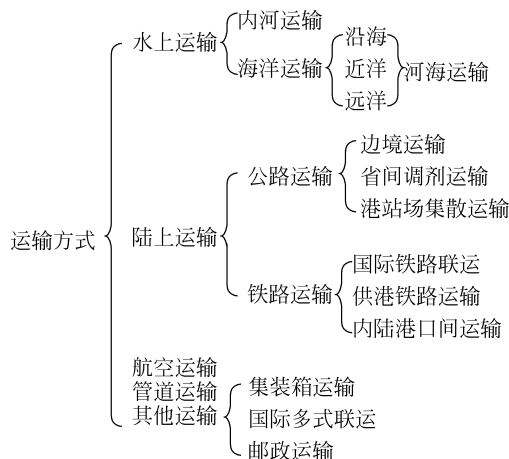 内河运输
水上运输
沿海
海洋运输
近洋
河海运输
远洋
边境运输
公路运输
省间调剂运输
港站场集散运输
运输方式
陆上运输
国际铁路联运
铁路运输
供港铁路运输
内陆港口间运输
航空运输
管道运输
集装箱运输
其他运输
国际多式联运
邮政运输